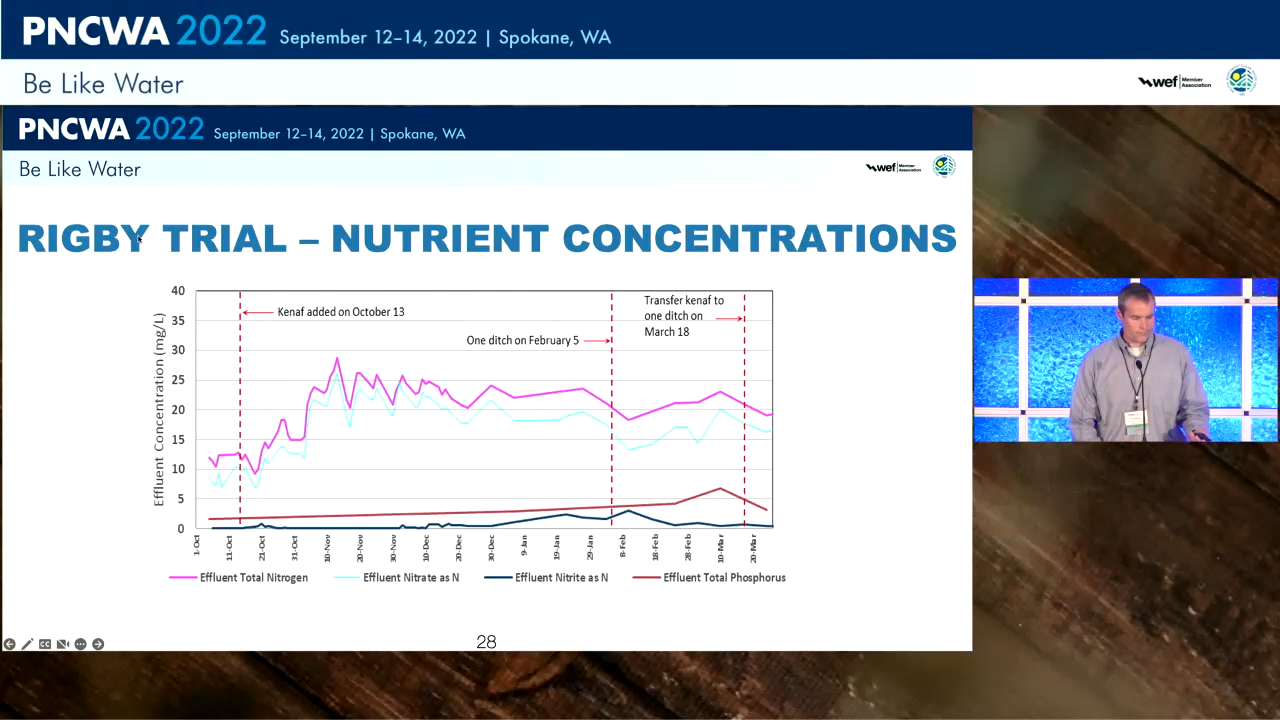 PNCWA 2022 September 12–14, 2022 | Spokane, WA
Be Like Water
wef Member Association
PNCWA 2022 September 12–14, 2022 | Spokane, WA
Be Like Water
wef Member Association
RIGBY TRIAL – NUTRIENT CONCENTRATIONS
Effluent Concentration (mg/L)
40
35
30
25
20
15
10
5
0
Kenaf added on October 13
One ditch on February 5
Transfer kenaf to
one ditch on
March 18
1-Oct
11-Oct
21-Oct
31-Oct
10-Nov
20-Nov
30-Nov
10-Dec
20-Dec
30-Dec
9-Jan
19-Jan
29-Jan
8-Feb
18-Feb
28-Feb
10-Mar
20-Mar
Effluent Total Nitrogen
Effluent Nitrate as N
Effluent Nitrite as N
Effluent Total Phosphorus
CC
28